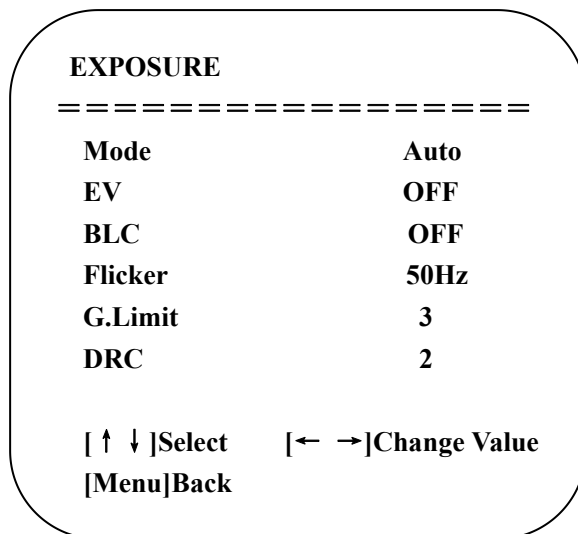 EXPOSURE
==================
Mode Auto
EV OFF
BLC OFF
Flicker 50Hz
G.Limit 3
DRC 2
[↑ ↓]Select [← →]Change Value
[Menu]Back